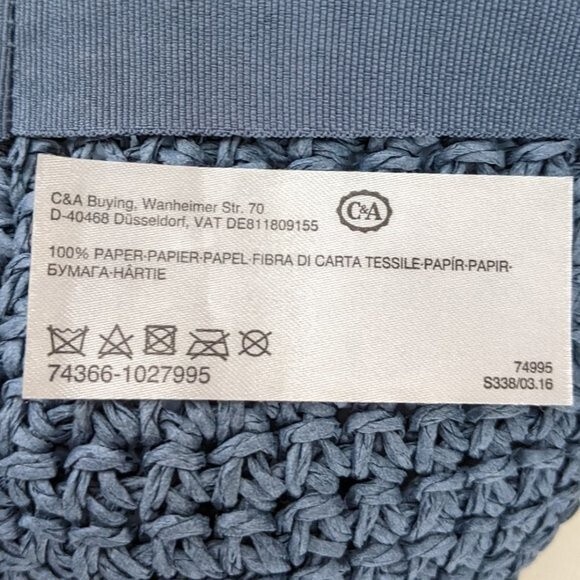 C&A Buying, Wanheimer Str. 70
D-40468 Düsseldorf, VAT DE811809155
C&A
100% PAPER-PAPIER-PAPEL-FIBRA DI CARTA TESSILE-PAPÍR-PAPIR-
БУМАГА-HÂRTIE
74366-1027995
74995
S338/03.16